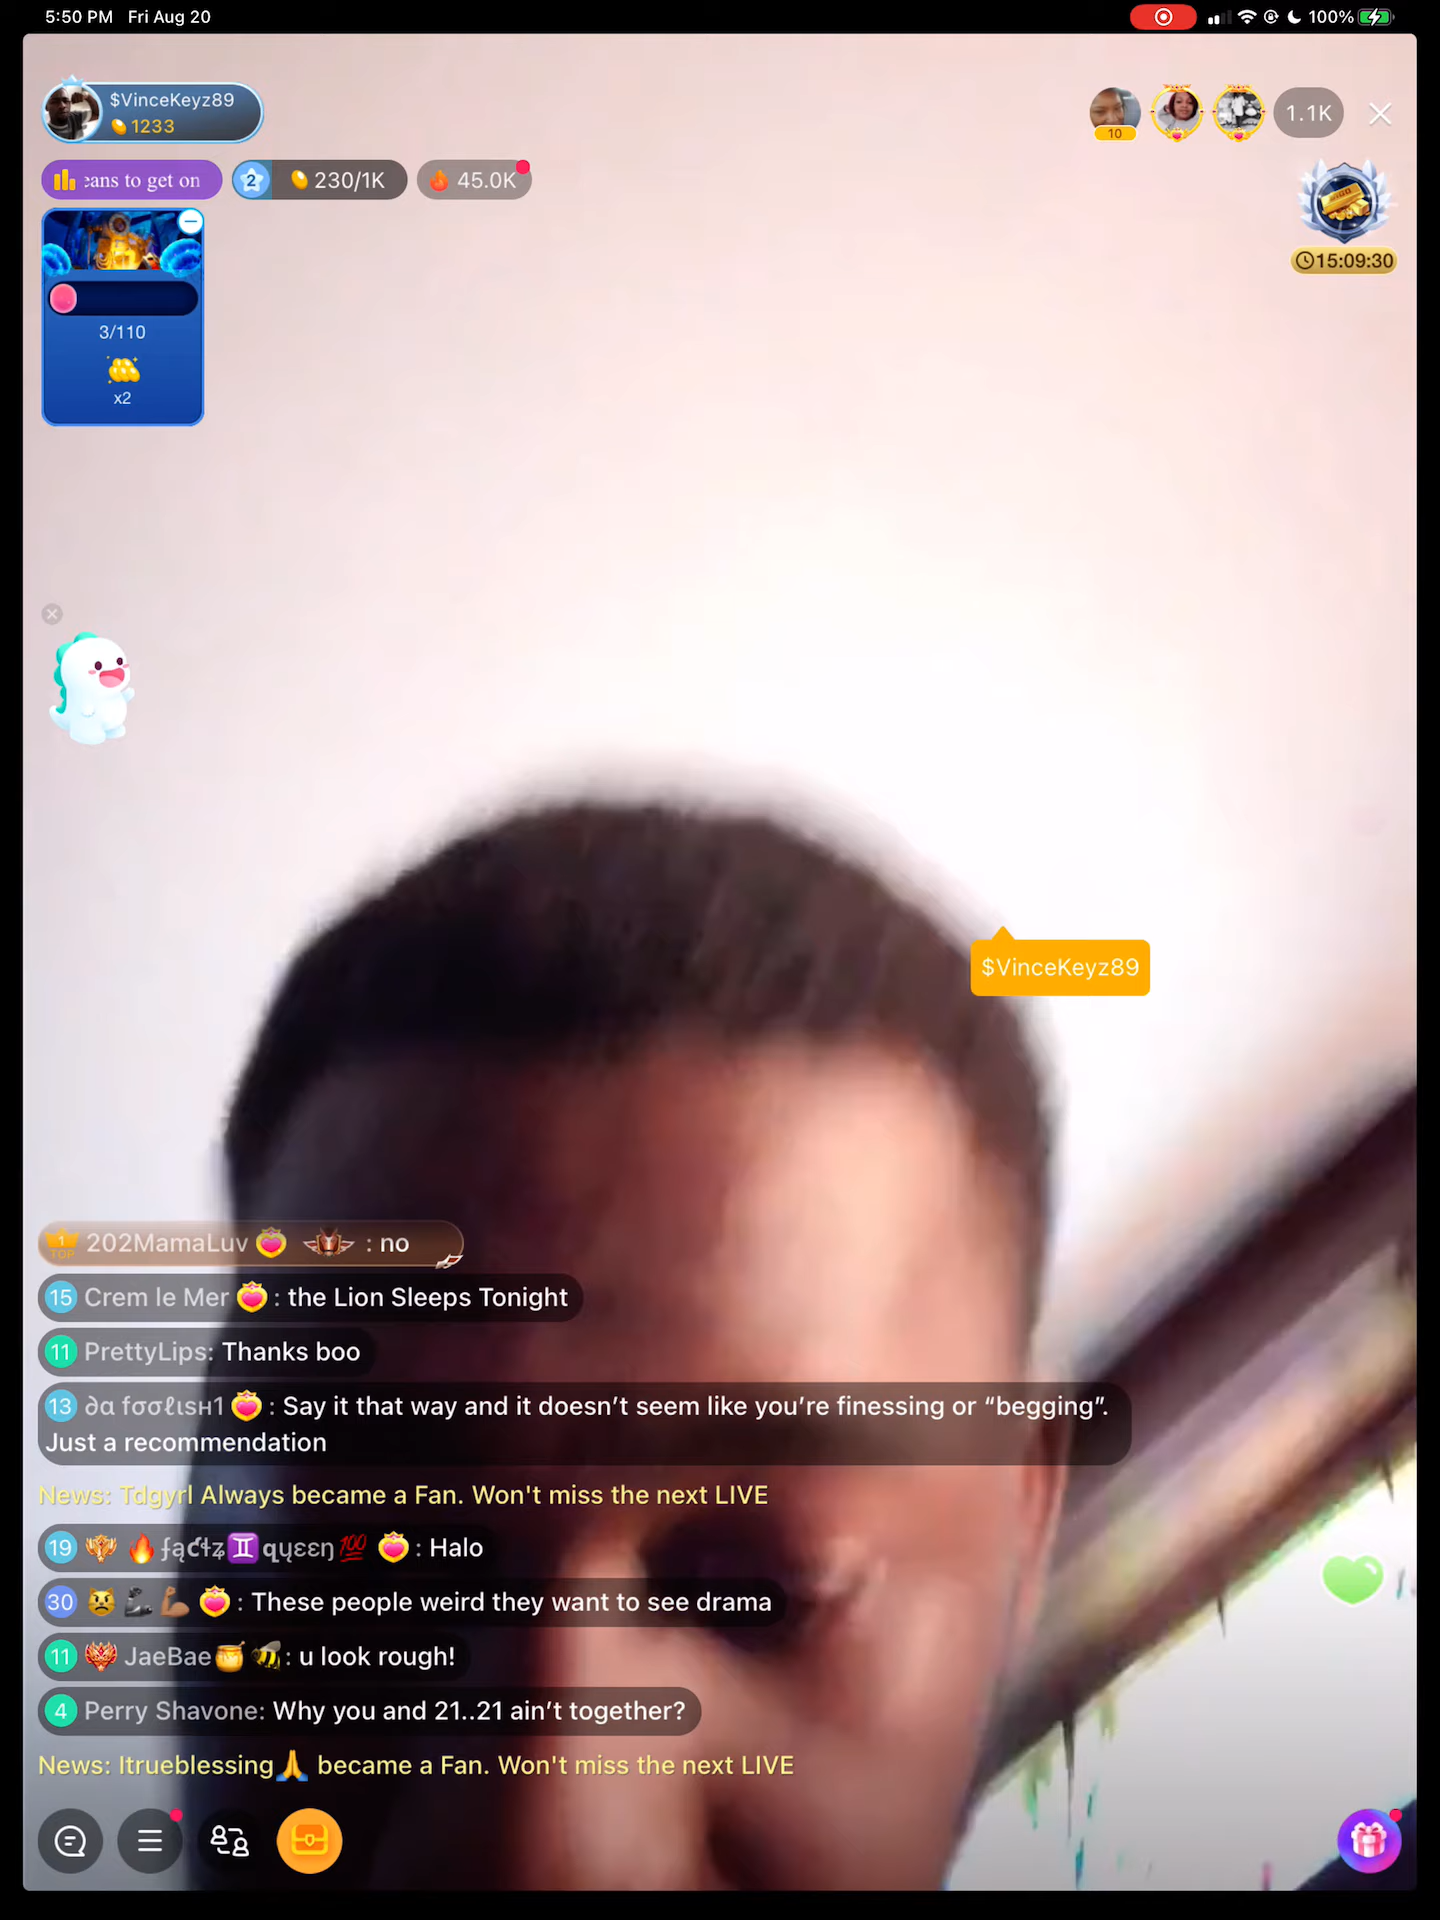 5:50 PM Fri Aug 20
100%
$VinceKeyz89
1233
10
1.1K
eans to get on
2
230/1K
45.0K
15:09:30
3/110
x2
$VinceKeyz89
1 TOP 202MamaLuv : no
15 Crem le Mer : the Lion Sleeps Tonight
11 PrettyLips: Thanks boo
13 ∂α fσσℓιѕн1 : Say it that way and it doesn’t seem like you’re finessing or “begging”.
Just a recommendation
News: Tdgyrl Always became a Fan. Won't miss the next LIVE
19 🔥ʄąƈɬʑ♊qųɛɛŋ💯 : Halo
30 😾🦾💪🏾 : These people weird they want to see drama
11 JaeBae🍯🐝: u look rough!
4 Perry Shavone: Why you and 21..21 ain’t together?
News: Itrueblessing🙏 became a Fan. Won't miss the next LIVE